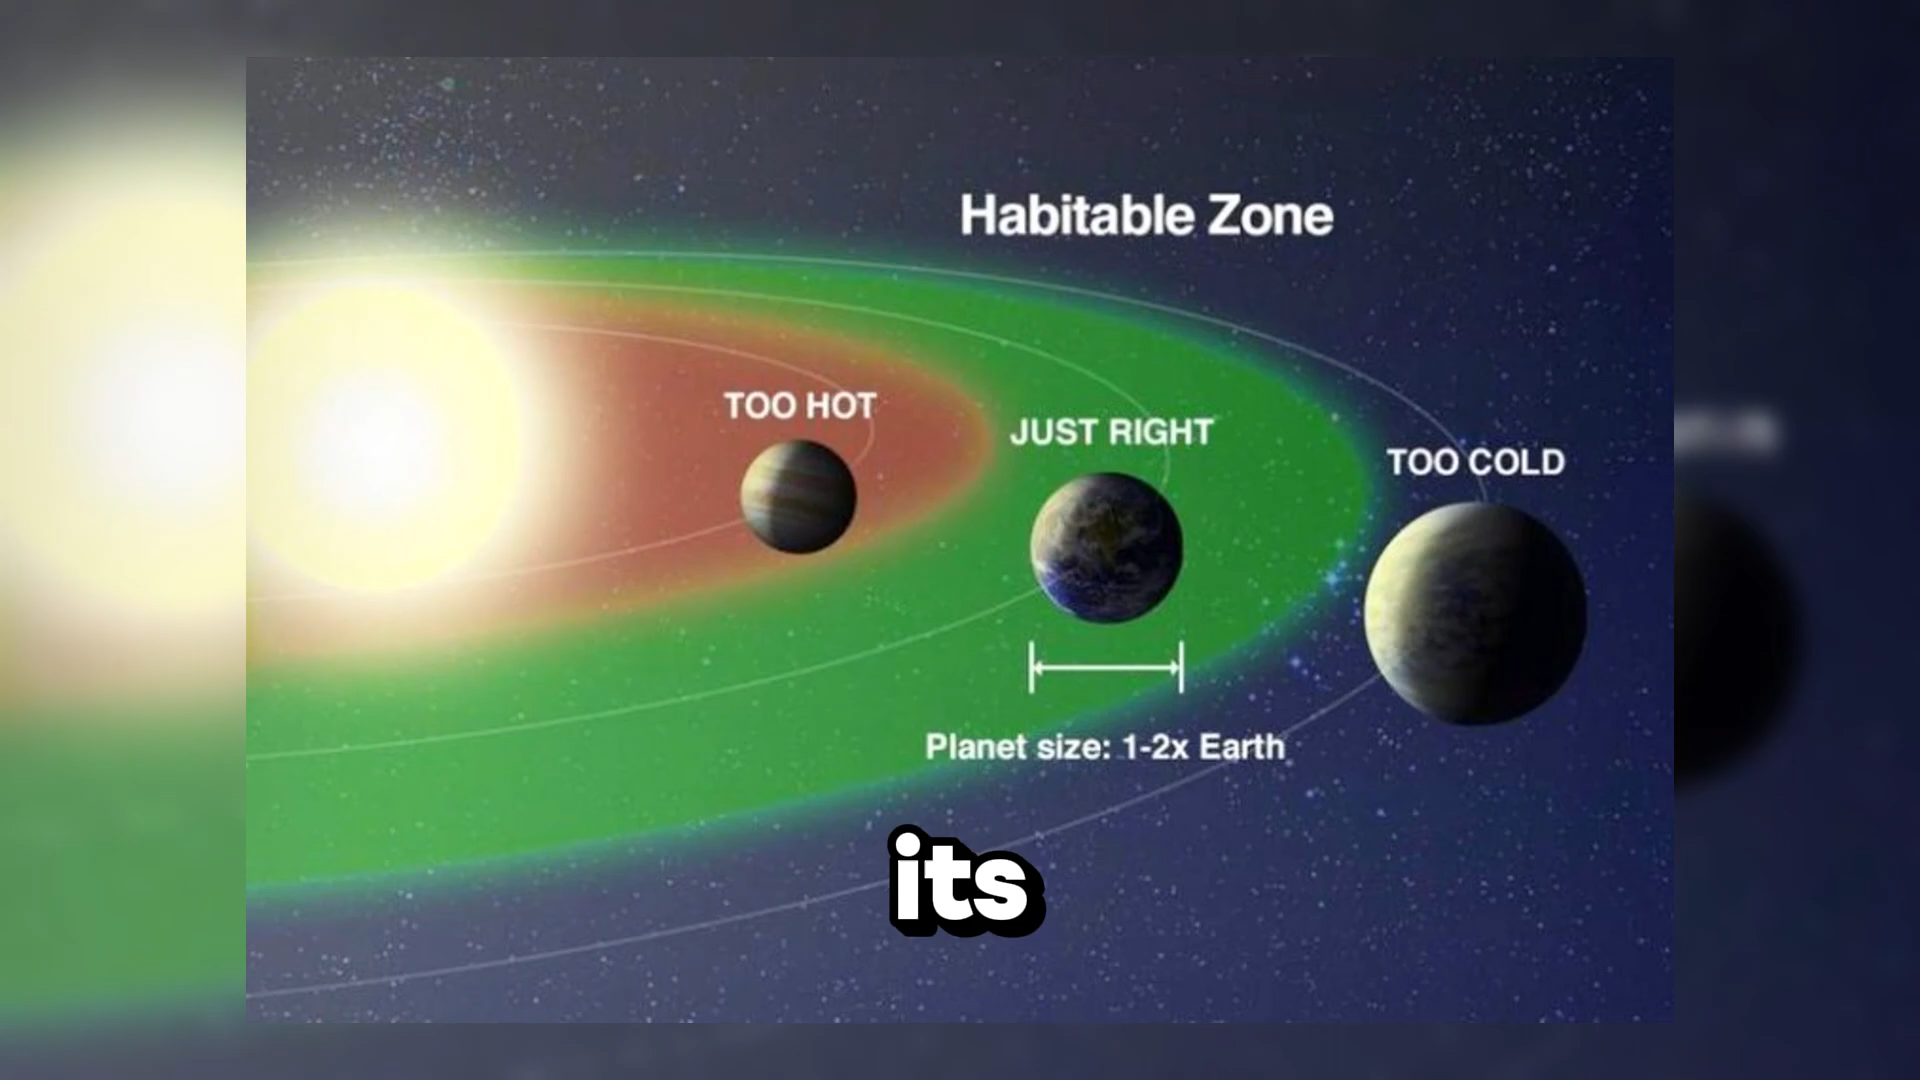 Habitable Zone
TOO HOT
JUST RIGHT
TOO COLD
Planet size: 1-2x Earth
its